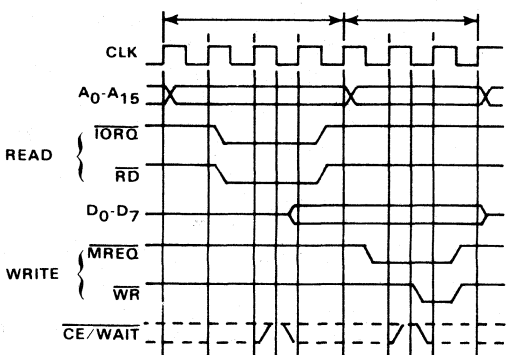 CLK
A0-A15
READ
IORQ
RD
D0-D7
WRITE
MREQ
WR
CE/WAIT